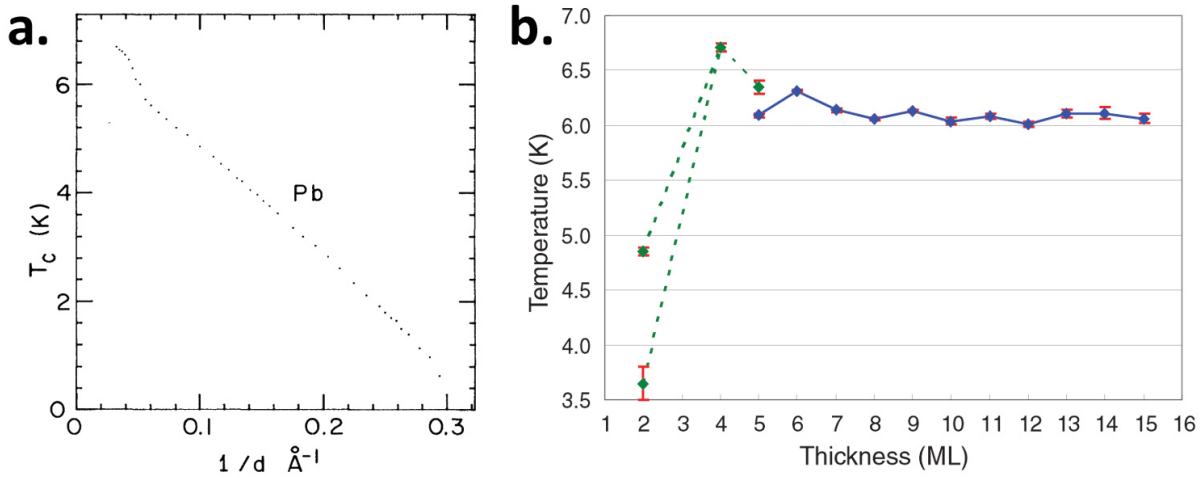 a.
6
4
2
0
T_C (K)
Pb
0
0.1
0.2
0.3
1/d Å⁻¹
b.
7.0
6.5
6.0
5.5
5.0
4.5
4.0
3.5
Temperature (K)
1 2 3 4 5 6 7 8 9 10 11 12 13 14 15 16
Thickness (ML)